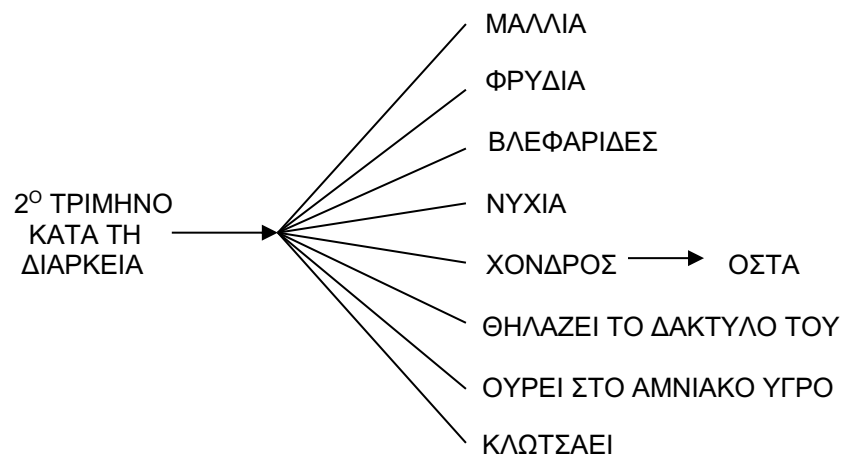 ΜΑΛΛΙΑ
ΦΡΥΔΙΑ
ΒΛΕΦΑΡΙΔΕΣ
2Ο ΤΡΙΜΗΝΟ
ΚΑΤΑ ΤΗ
ΔΙΑΡΚΕΙΑ
ΝΥΧΙΑ
ΧΟΝΔΡΟΣ ΟΣΤΑ
ΘΗΛΑΖΕΙ ΤΟ ΔΑΚΤΥΛΟ ΤΟΥ
ΟΥΡΕΙ ΣΤΟ ΑΜΝΙΑΚΟ ΥΓΡΟ
ΚΛΩΤΣΑΕΙ